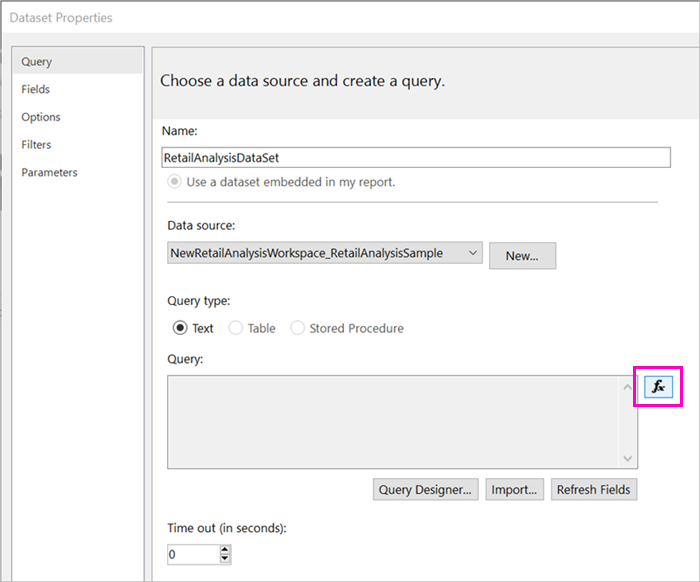 Dataset Properties
Query
Fields
Options
Filters
Parameters
Choose a data source and create a query.
Name:
RetailAnalysisDataSet
Use a dataset embedded in my report.
Data source:
NewRetailAnalysisWorkspace_RetailAnalysisSample
New...
Query type:
Text Table Stored Procedure
Query:
fx
Query Designer... Import... Refresh Fields
Time out (in seconds):
0